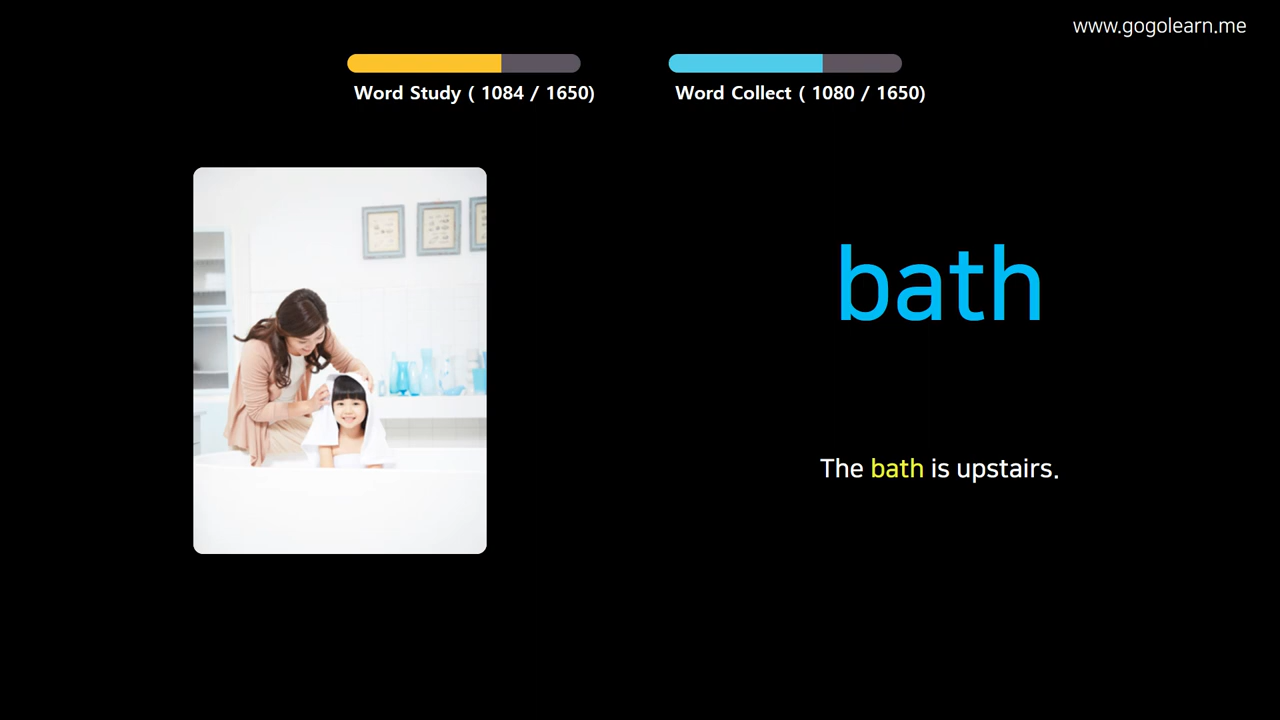 www.gogolearn.me
Word Study ( 1084 / 1650)
Word Collect ( 1080 / 1650)
bath
The bath is upstairs.